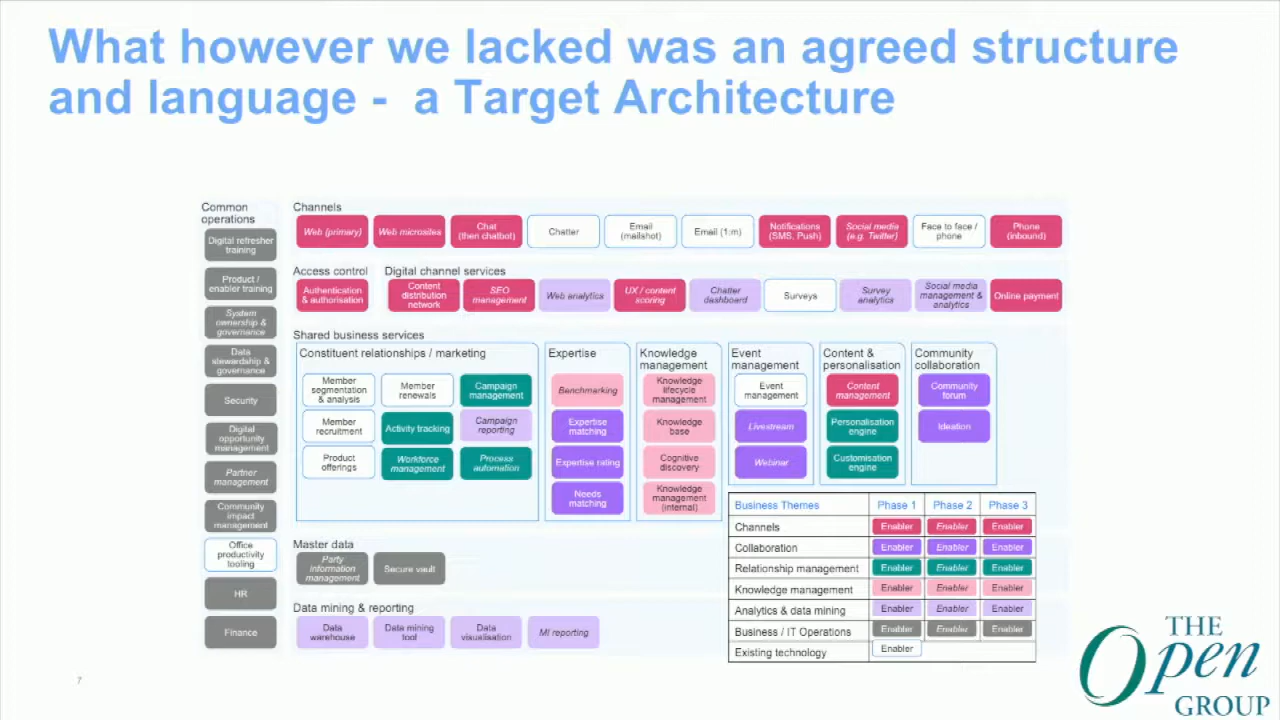 What however we lacked was an agreed structure
and language -  a Target Architecture
Common
operations
Digital refresher
training
Product /
enabler training
System
ownership &
governance
Data
stewardship &
governance
Security
Digital
opportunity
management
Partner
management
Community
impact
management
Office
productivity
tooling
HR
Finance
Channels
Web (primary)
Web microsites
Chat
(then chatbot)
Chatter
Email
(mailshot)
Email (1:m)
Notifications
(SMS, Push)
Social media
(e.g. Twitter)
Face to face /
phone
Phone
(inbound)
Access control
Authentication
& authorisation
Digital channel services
Content
distribution
network
SEO
management
Web analytics
UX / content
scoring
Chatter
dashboard
Surveys
Survey
analytics
Social media
management &
analytics
Online payment
Shared business services
Constituent relationships / marketing
Member
segmentation
& analysis
Member
renewals
Campaign
management
Member
recruitment
Activity tracking
Campaign
reporting
Product
offerings
Workforce
management
Process
automation
Expertise
Benchmarking
Expertise
matching
Expertise rating
Needs
matching
Knowledge
management
Knowledge
lifecycle
management
Knowledge
base
Cognitive
discovery
Knowledge
management
(internal)
Event
management
Event
management
Livestream
Webinar
Content &
personalisation
Content
management
Personalisation
engine
Customisation
engine
Community
collaboration
Community
forum
Ideation
Master data
Party
information
management
Secure vault
Data mining & reporting
Data
warehouse
Data mining
tool
Data
visualisation
MI reporting
Business Themes Phase 1 Phase 2 Phase 3
Channels Enabler Enabler Enabler
Collaboration Enabler Enabler Enabler
Relationship management Enabler Enabler Enabler
Knowledge management Enabler Enabler Enabler
Analytics & data mining Enabler Enabler Enabler
Business / IT Operations Enabler Enabler Enabler
Existing technology Enabler
7
THE
Open
GROUP